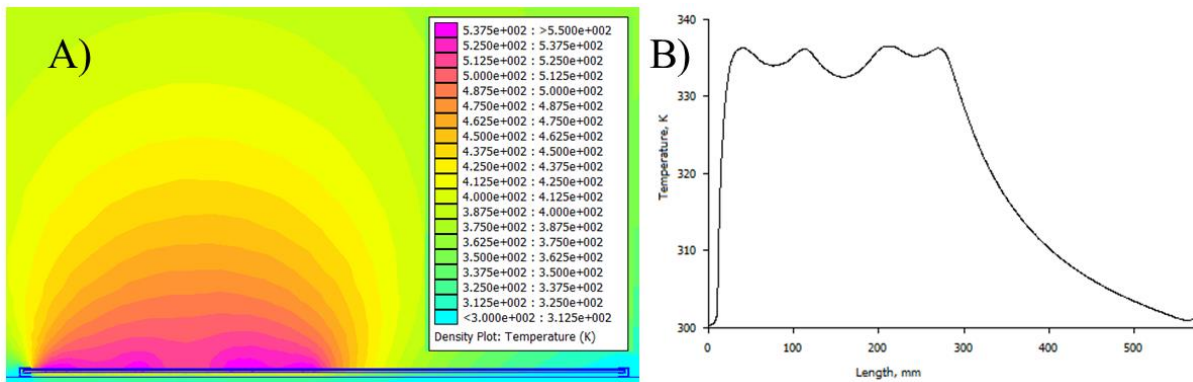 A)
5.375e+002 : >5.500e+002
5.250e+002 : 5.375e+002
5.125e+002 : 5.250e+002
5.000e+002 : 5.125e+002
4.875e+002 : 5.000e+002
4.750e+002 : 4.875e+002
4.625e+002 : 4.750e+002
4.500e+002 : 4.625e+002
4.375e+002 : 4.500e+002
4.250e+002 : 4.375e+002
4.125e+002 : 4.250e+002
4.000e+002 : 4.125e+002
3.875e+002 : 4.000e+002
3.750e+002 : 3.875e+002
3.625e+002 : 3.750e+002
3.500e+002 : 3.625e+002
3.375e+002 : 3.500e+002
3.250e+002 : 3.375e+002
3.125e+002 : 3.250e+002
<3.000e+002 : 3.125e+002
Density Plot: Temperature (K)
B)
Temperature, K
340
330
320
310
300
0 100 200 300 400 500
Length, mm